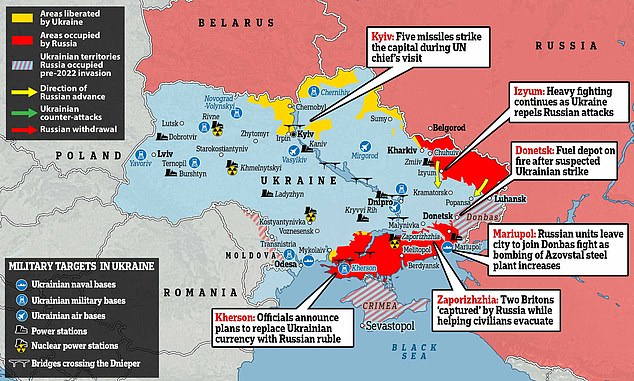 Areas liberated
by Ukraine
Areas occupied
by Russia
Ukrainian territories
Russia occupied
pre-2022 invasion
Direction of
Russian advance
Ukrainian
counter-attacks
Russian withdrawal
BELARUS
RUSSIA
POLAND
UKRAINE
MOLDOVA
ROMANIA
CRIMEA
BLACK
SEA
Kyiv: Five missiles strike
the capital during UN
chief's visit
Izyum: Heavy fighting
continues as Ukraine
repels Russian attacks
Donetsk: Fuel depot on
fire after suspected
Ukrainian strike
Mariupol: Russian units leave
city to join Donbas fight as
bombing of Azovstal steel
plant increases
Zaporizhzhia: Two Britons
'captured' by Russia while
helping civilians evacuate
Kherson: Officials announce
plans to replace Ukrainian
currency with Russian ruble
Novograd-
Volynskyi
Rivne
Lutsk
Dobrotvir
Zhytomyr
Lviv
Starokostiantyniv
Yavoriv
Ternopil
Burshtyn
Khmelnytskyi
Chernihiv
Chernobyl
Sumy
Irpin
Kyiv
Kaniv
Vasylkiv
Mirgorod
Belgorod
Kharkiv
Chuhuiv
Zmiiv
Izyum
Kramatorsk
Popasna
Luhansk
Ladyzhyn
Dnipro
Kryvyi Rih
Kostyantynivka
Voznesensk
Malynivka
Donetsk
Donbas
Transnistria
Mykolaiv
Zaporizhzhia
Melitopol
Mariupol
Odesa
Kherson
Berdyansk
Sevastopol
MILITARY TARGETS IN UKRAINE
Ukrainian naval bases
Ukrainian military bases
Ukrainian air bases
Power stations
Nuclear power stations
Bridges crossing the Dnieper